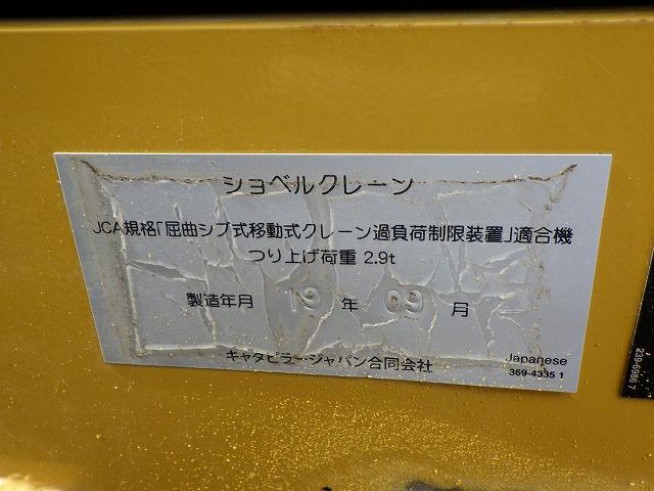 ショベルクレーン
JCA規格「屈曲ジブ式移動式クレーン過負荷制限装置」適合機
つり上げ荷重 2.9t
製造年月 19 年 09 月
キャタピラー・ジャパン合同会社
Japanese
369-4335 1
239-6986 7